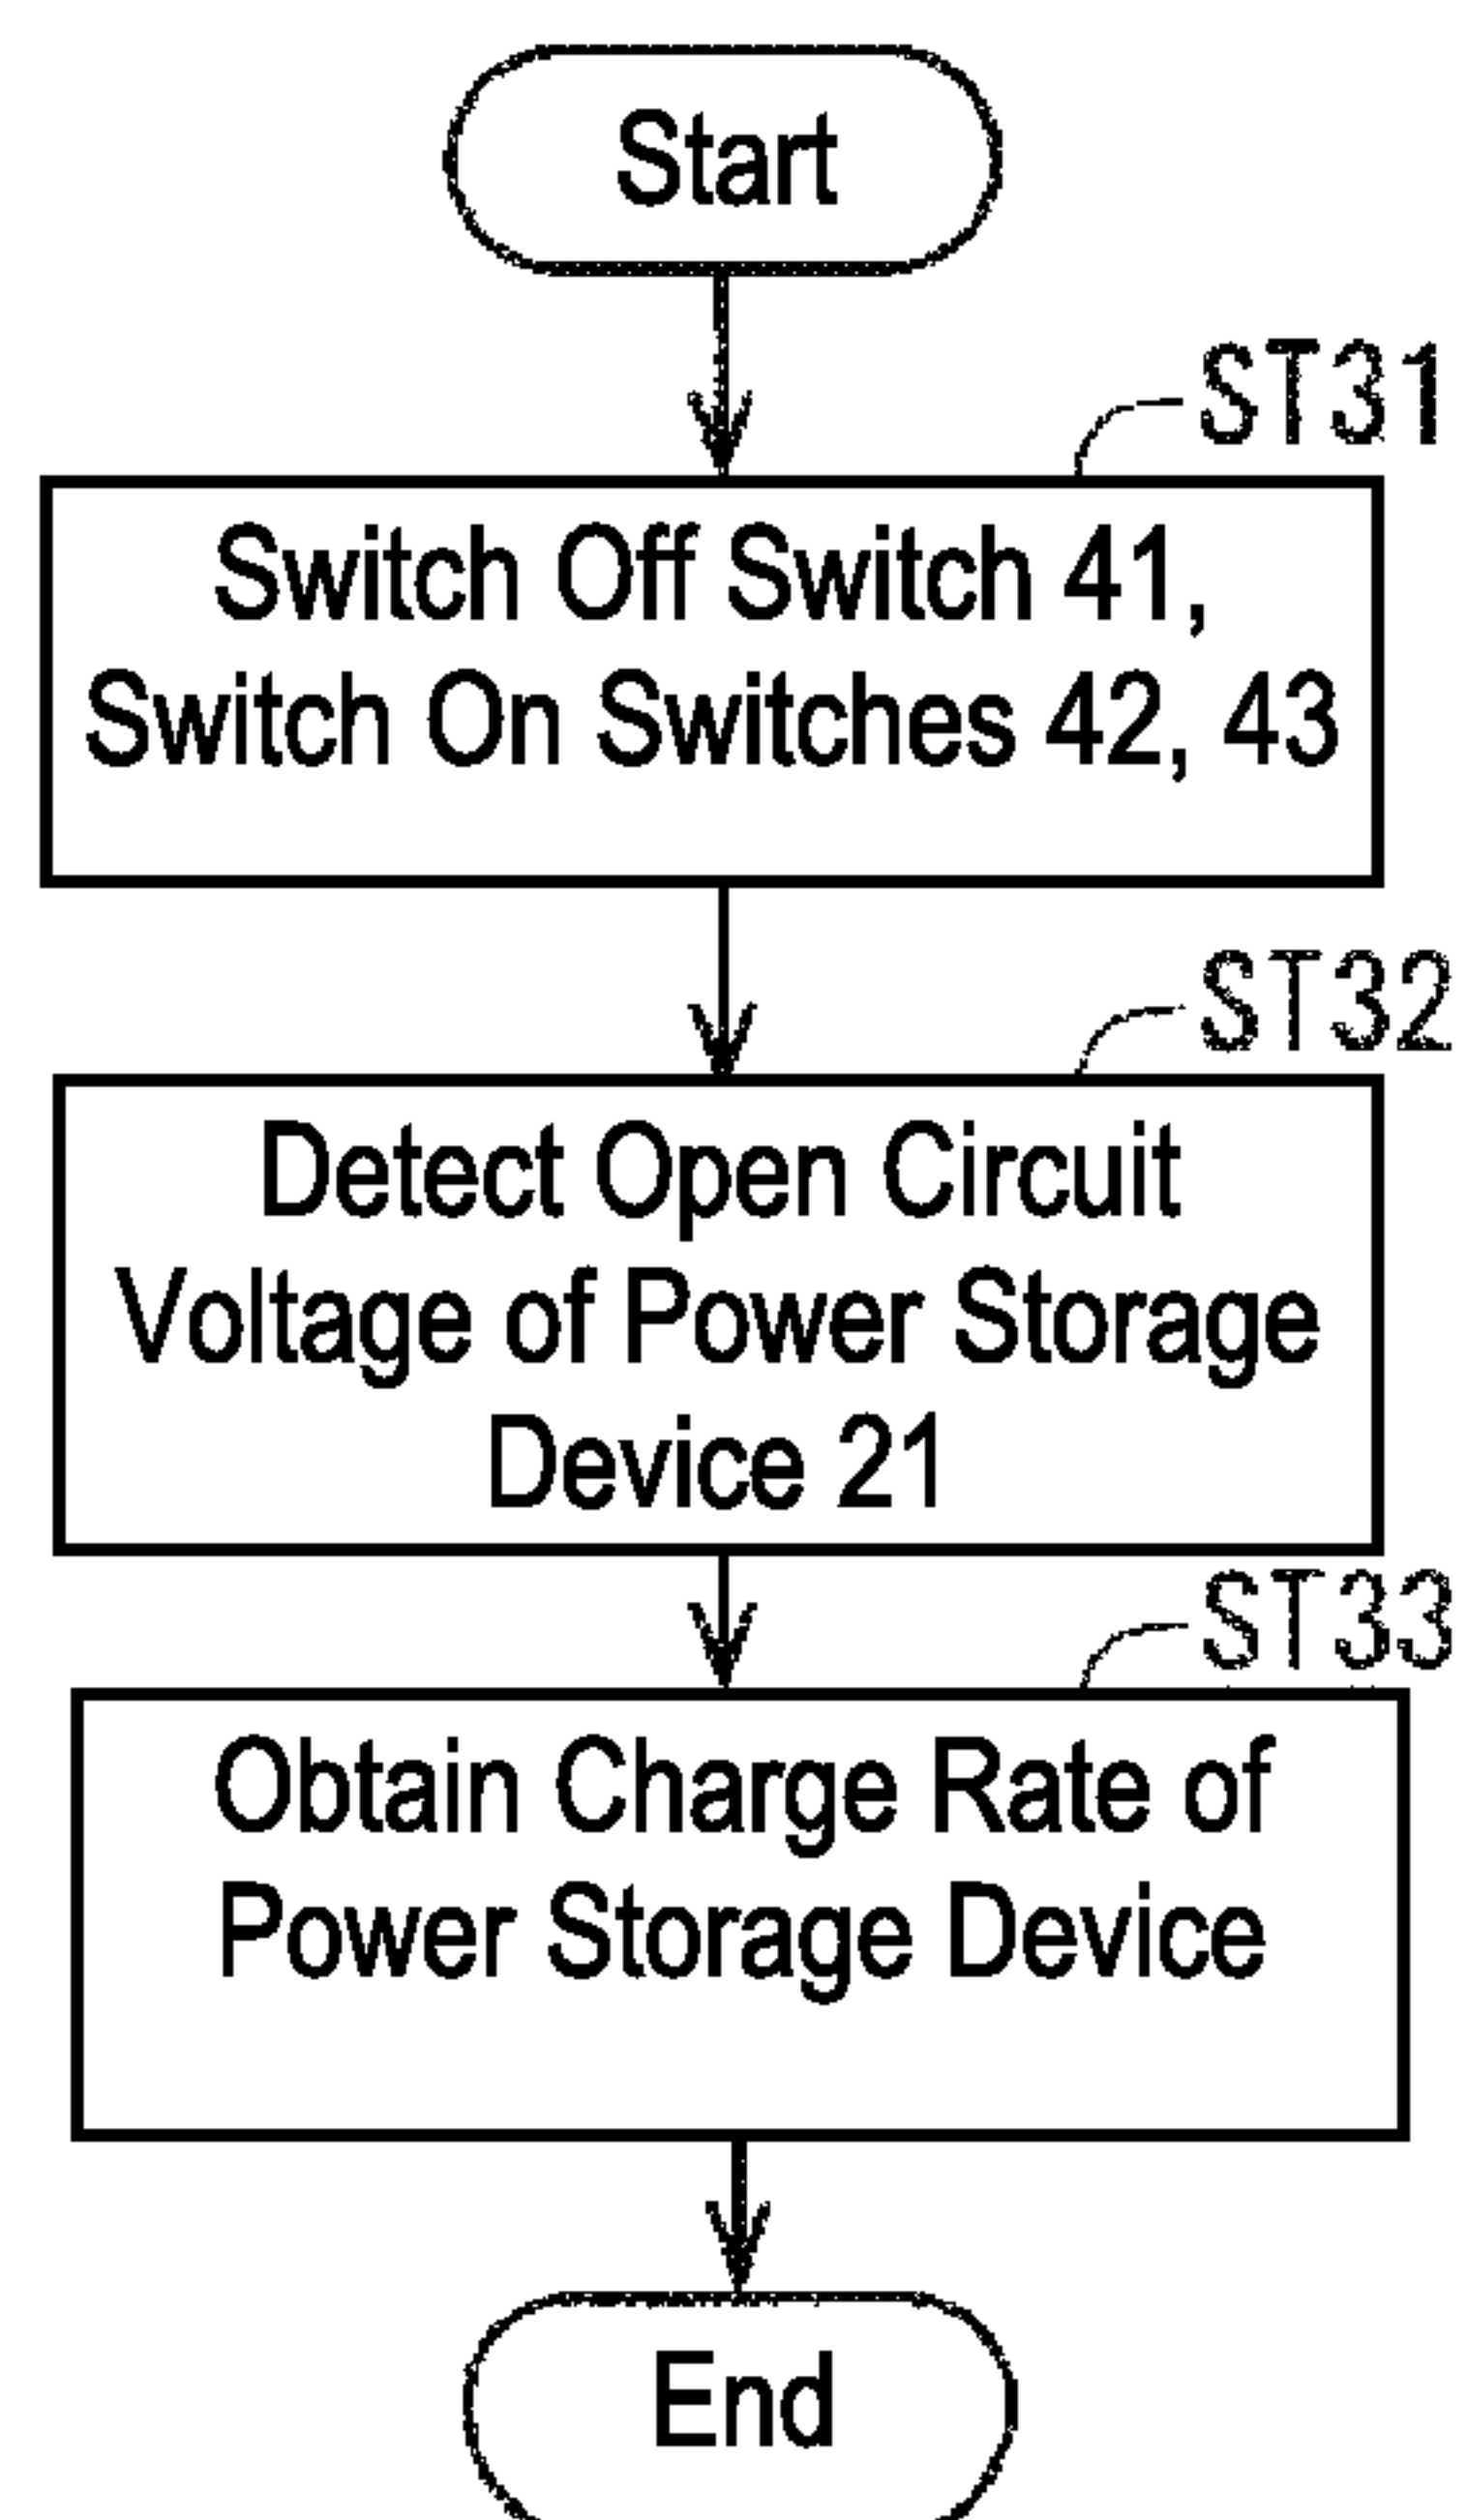 Start
ST31
Switch Off Switch 41,
Switch On Switches 42, 43
ST32
Detect Open Circuit
Voltage of Power Storage
Device 21
ST33
Obtain Charge Rate of
Power Storage Device
End